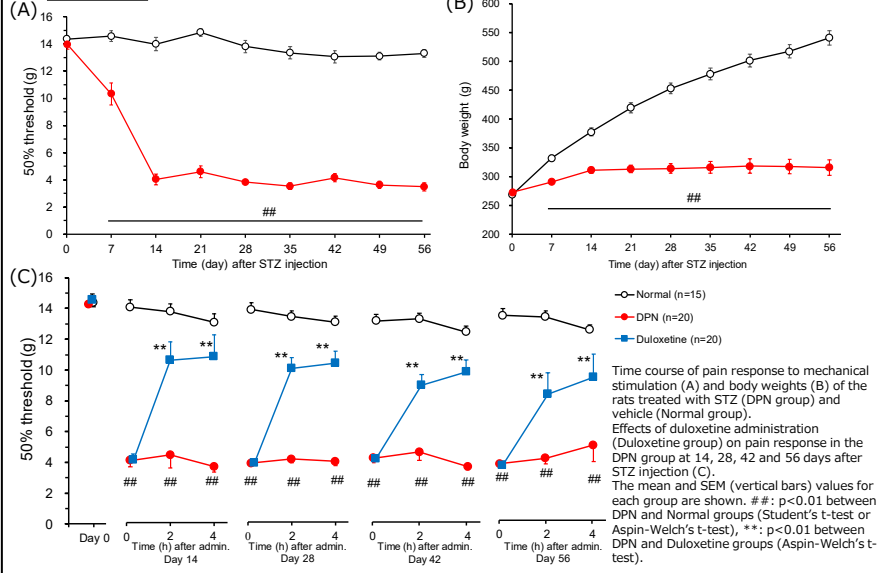 (A)
16
14
12
10
8
6
4
2
0
50% threshold (g)
##
0 7 14 21 28 35 42 49 56
Time (day) after STZ injection
(B)
600
550
500
450
400
350
300
250
200
Body weight (g)
##
0 7 14 21 28 35 42 49 56
Time (day) after STZ injection
(C)
16
14
12
10
8
6
4
2
0
50% threshold (g)
** ** ** ** ** ** ** **
## ## ## ## ## ## ## ## ## ## ## ##
Day 0
0 2 4
Time (h) after admin.
Day 14
0 2 4
Time (h) after admin.
Day 28
0 2 4
Time (h) after admin.
Day 42
0 2 4
Time (h) after admin.
Day 56
Normal (n=15)
DPN (n=20)
Duloxetine (n=20)
Time course of pain response to mechanical
stimulation (A) and body weights (B) of the
rats treated with STZ (DPN group) and
vehicle (Normal group).
Effects of duloxetine administration
(Duloxetine group) on pain response in the
DPN group at 14, 28, 42 and 56 days after
STZ injection (C).
The mean and SEM (vertical bars) values for
each group are shown. ##: p<0.01 between
DPN and Normal groups (Student's t-test or
Aspin-Welch's t-test), **: p<0.01 between
DPN and Duloxetine groups (Aspin-Welch's t-
test).